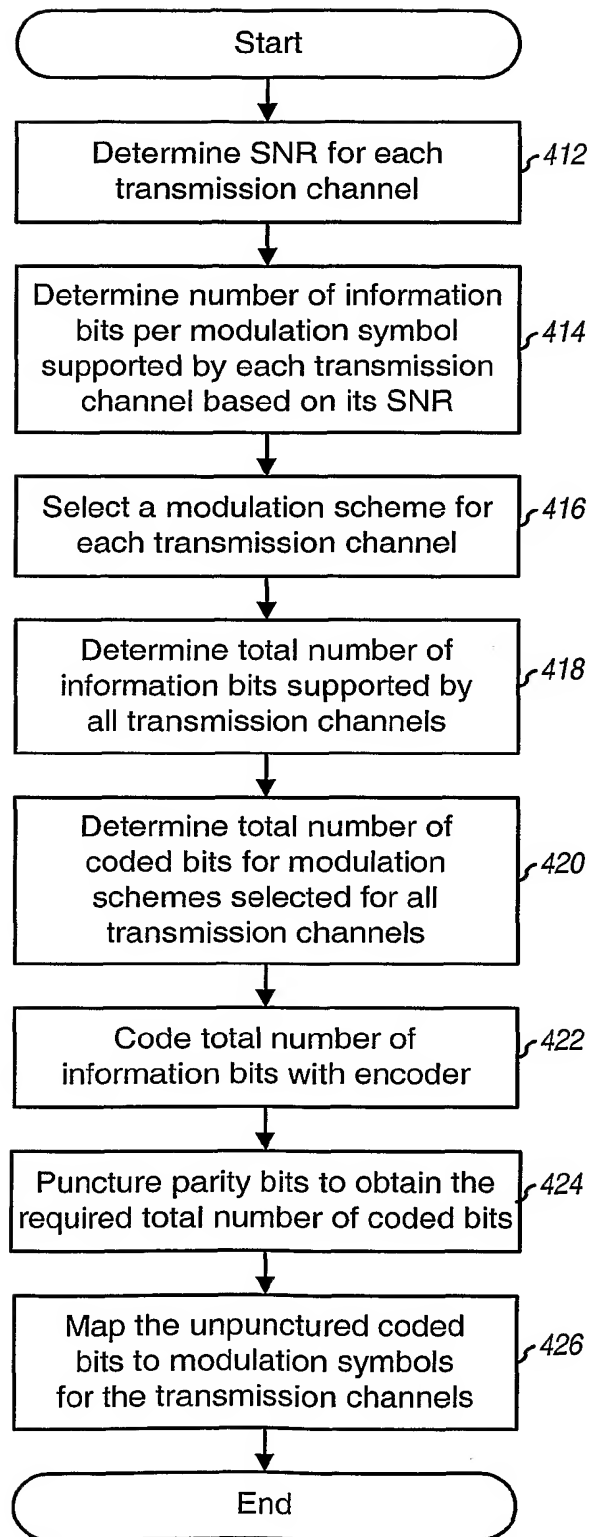 Start
Determine SNR for each
transmission channel
412
Determine number of information
bits per modulation symbol
supported by each transmission
channel based on its SNR
414
Select a modulation scheme for
each transmission channel
416
Determine total number of
information bits supported by
all transmission channels
418
Determine total number of
coded bits for modulation
schemes selected for all
transmission channels
420
Code total number of
information bits with encoder
422
Puncture parity bits to obtain the
required total number of coded bits
424
Map the unpunctured coded
bits to modulation symbols
for the transmission channels
426
End